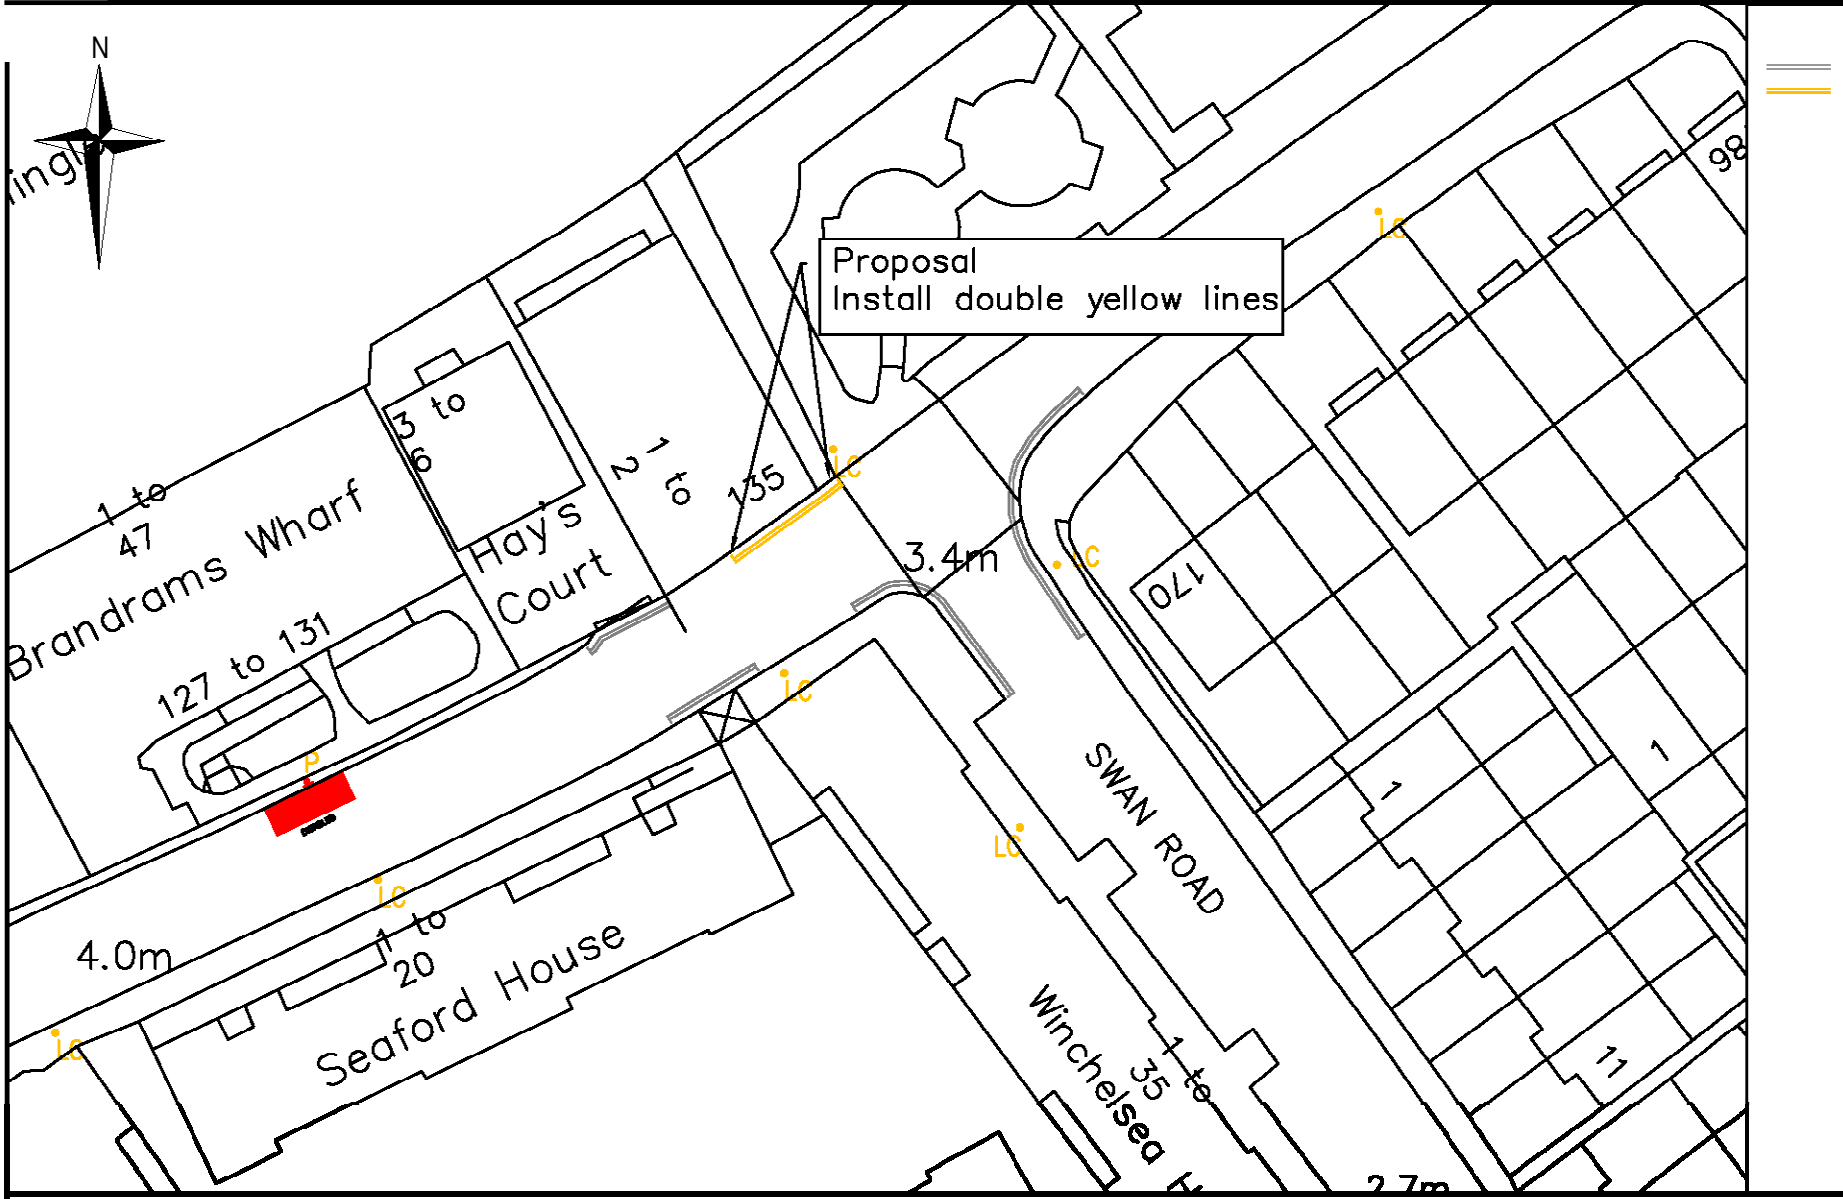 N
Proposal
Install double yellow lines
98
LC
3 to
6
1 to
2
135
LC
1 to
47
Brandrams Wharf
Hay's
Court
3.4m
LC
170
127 to 131
LC
P
SWAN ROAD
1
1
LC
LC
1 to
20
4.0m
Seaford House
LC
Winchelsea H
1 to
35
11
2.7m